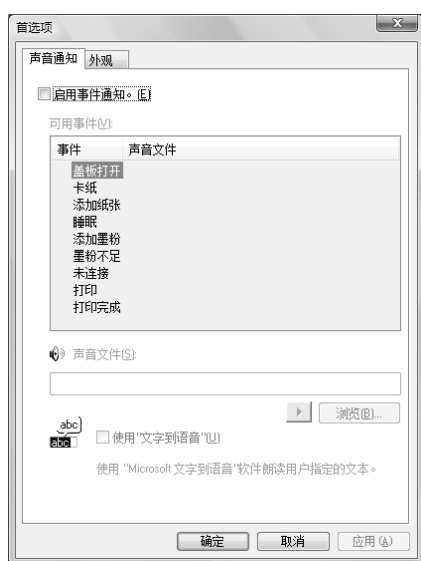 首选项
声音通知 外观
启用事件通知。(E)
可用事件(V):
事件 声音文件
盖板打开
卡纸
添加纸张
睡眠
添加墨粉
墨粉不足
未连接
打印
打印完成
声音文件(S):
浏览(B)...
abc
abc
使用"文字到语音"(U)
使用 "Microsoft 文字到语音"软件朗读用户指定的文本。
确定 取消 应用(A)